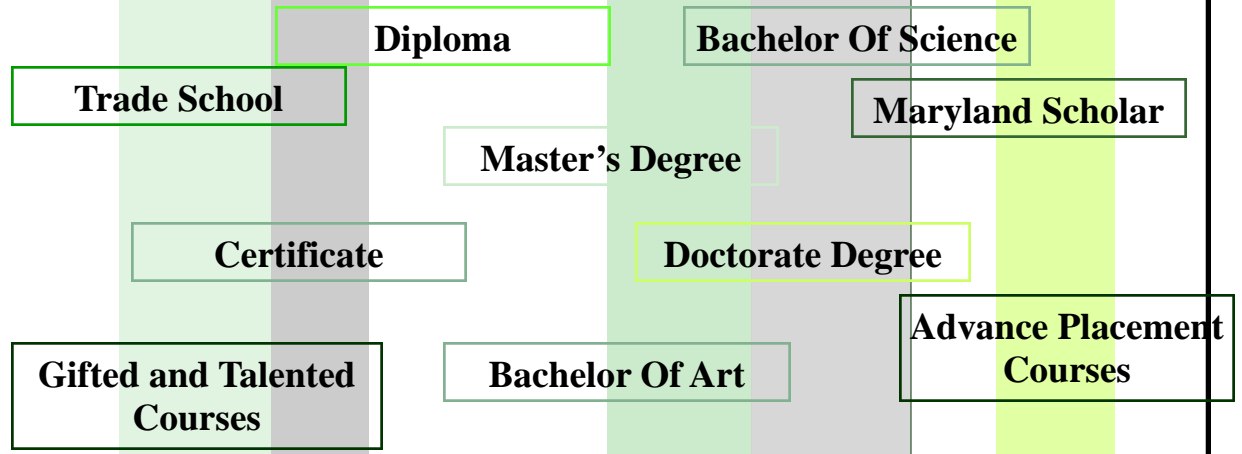 Diploma
Bachelor Of Science
Trade School
Maryland Scholar
Master’s Degree
Certificate
Doctorate Degree
Advance Placement
Courses
Gifted and Talented
Courses
Bachelor Of Art